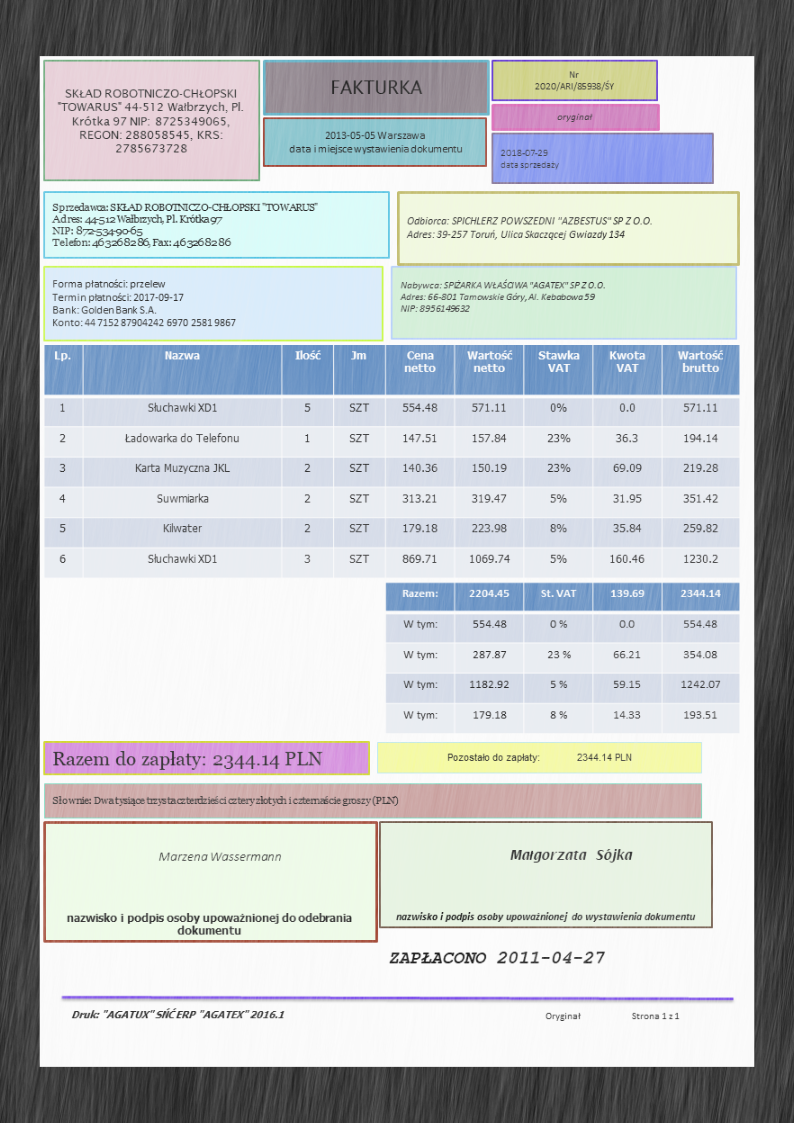 SKŁAD ROBOTNICZO-CHŁOPSKI
"TOWARUS" 44-512 Wałbrzych, Pl.
Krótka 97 NIP: 8725349065,
REGON: 288058545, KRS:
2785673728
FAKTURKA
2013-05-05 Warszawa
data i miejsce wystawienia dokumentu
Nr
2020/ARI/85938/ŚY
oryginał
2018-07-29
data sprzedaży
Sprzedawca: SKŁAD ROBOTNICZO-CHŁOPSKI "TOWARUS"
Adres: 44-512 Wałbrzych, Pl. Krótka 97
NIP: 872-534-90-65
Telefon: 463268286, Fax: 463268286
Odbiorca: SPICHLERZ POWSZEDNI "AZBESTUS" SP Z O.O.
Adres: 39-257 Toruń, Ulica Skaczącej Gwiazdy 134
Forma płatności: przelew
Termin płatności: 2017-09-17
Bank: Golden Bank S.A.
Konto: 44 7152 8790 4242 6970 2581 9867
Nabywca: SPIŻARKA WŁAŚCIWA "AGATEX" SP Z O.O.
Adres: 66-801 Tarnowskie Góry, Al. Kebabowa 59
NIP: 8956149632
Lp. Nazwa Ilość Jm Cena netto Wartość netto Stawka VAT Kwota VAT Wartość brutto
1 Słuchawki XD1 5 SZT 554.48 571.11 0% 0.0 571.11
2 Ładowarka do Telefonu 1 SZT 147.51 157.84 23% 36.3 194.14
3 Karta Muzyczna JKL 2 SZT 140.36 150.19 23% 69.09 219.28
4 Suwmiarka 2 SZT 313.21 319.47 5% 31.95 351.42
5 Kilwater 2 SZT 179.18 223.98 8% 35.84 259.82
6 Słuchawki XD1 3 SZT 869.71 1069.74 5% 160.46 1230.2
Razem: 2204.45 St. VAT 139.69 2344.14
W tym: 554.48 0 % 0.0 554.48
W tym: 287.87 23 % 66.21 354.08
W tym: 1182.92 5 % 59.15 1242.07
W tym: 179.18 8 % 14.33 193.51
Razem do zapłaty: 2344.14 PLN
Pozostało do zapłaty: 2344.14 PLN
Słownie: Dwa tysiące trzysta czterdzieści cztery złotych i czternaście groszy (PLN)
Marzena Wassermann
nazwisko i podpis osoby upoważnionej do odebrania
dokumentu
Małgorzata Sójka
nazwisko i podpis osoby upoważnionej do wystawienia dokumentu
ZAPŁACONO 2011-04-27
Druk: "AGATUX" SŃĆ ERP "AGATEX" 2016.1
Oryginał Strona 1 z 1